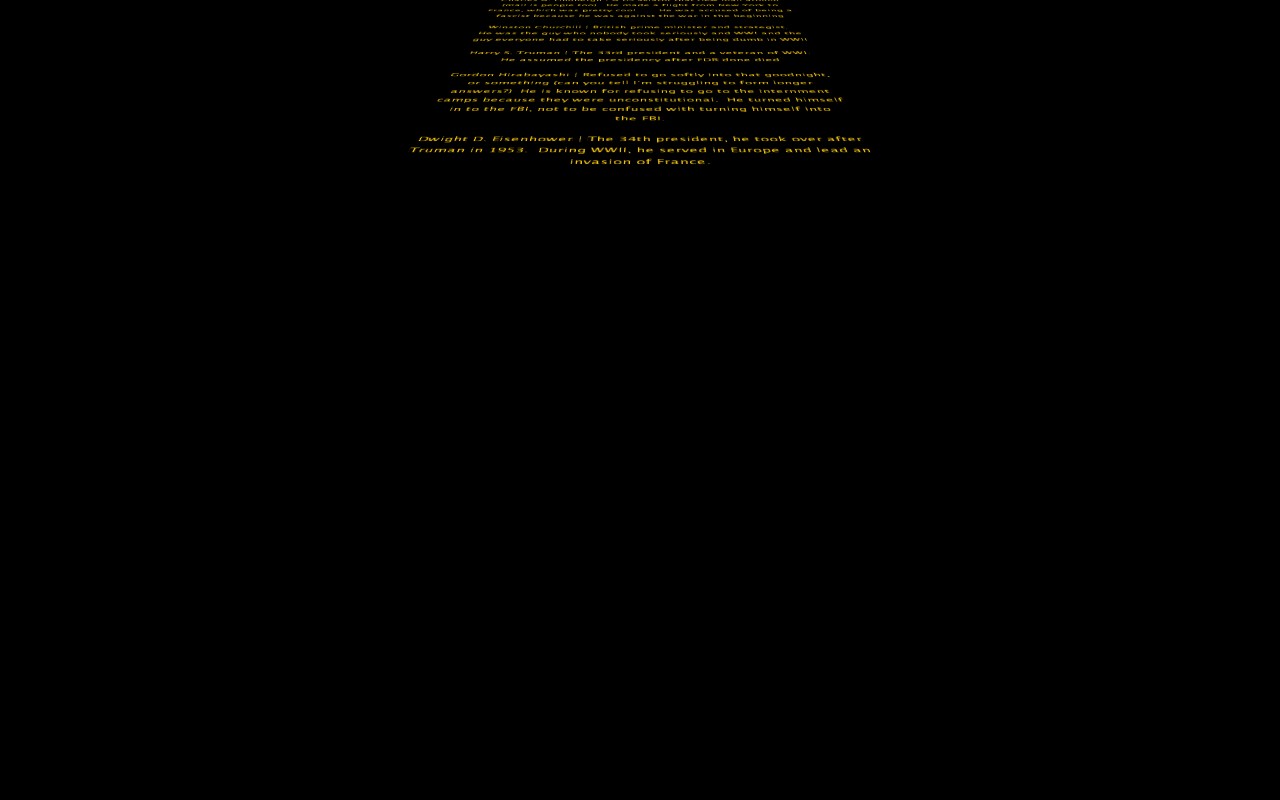 (mail is people too). He made a flight from New York to
France, which was pretty cool. He was accused of being a
fascist because he was against the war in the beginning
Winston Churchill | British prime minister and strategist.
He was the guy who nobody took seriously and WWI and the
guy everyone had to take seriously after being dumb in WWI!
Harry S. Truman | The 33rd president and a veteran of WWI.
He assumed the presidency after FDR done died
Gordon Hirabayashi | Refused to go softly into that goodnight,
or something (can you tell I'm struggling to form longer
answers?) He is known for refusing to go to the internment
camps because they were unconstitutional. He turned himself
in to the FBI, not to be confused with turning himself into
the FBI.
Dwight D. Eisenhower | The 34th president, he took over after
Truman in 1953. During WWII, he served in Europe and lead an
invasion of France.